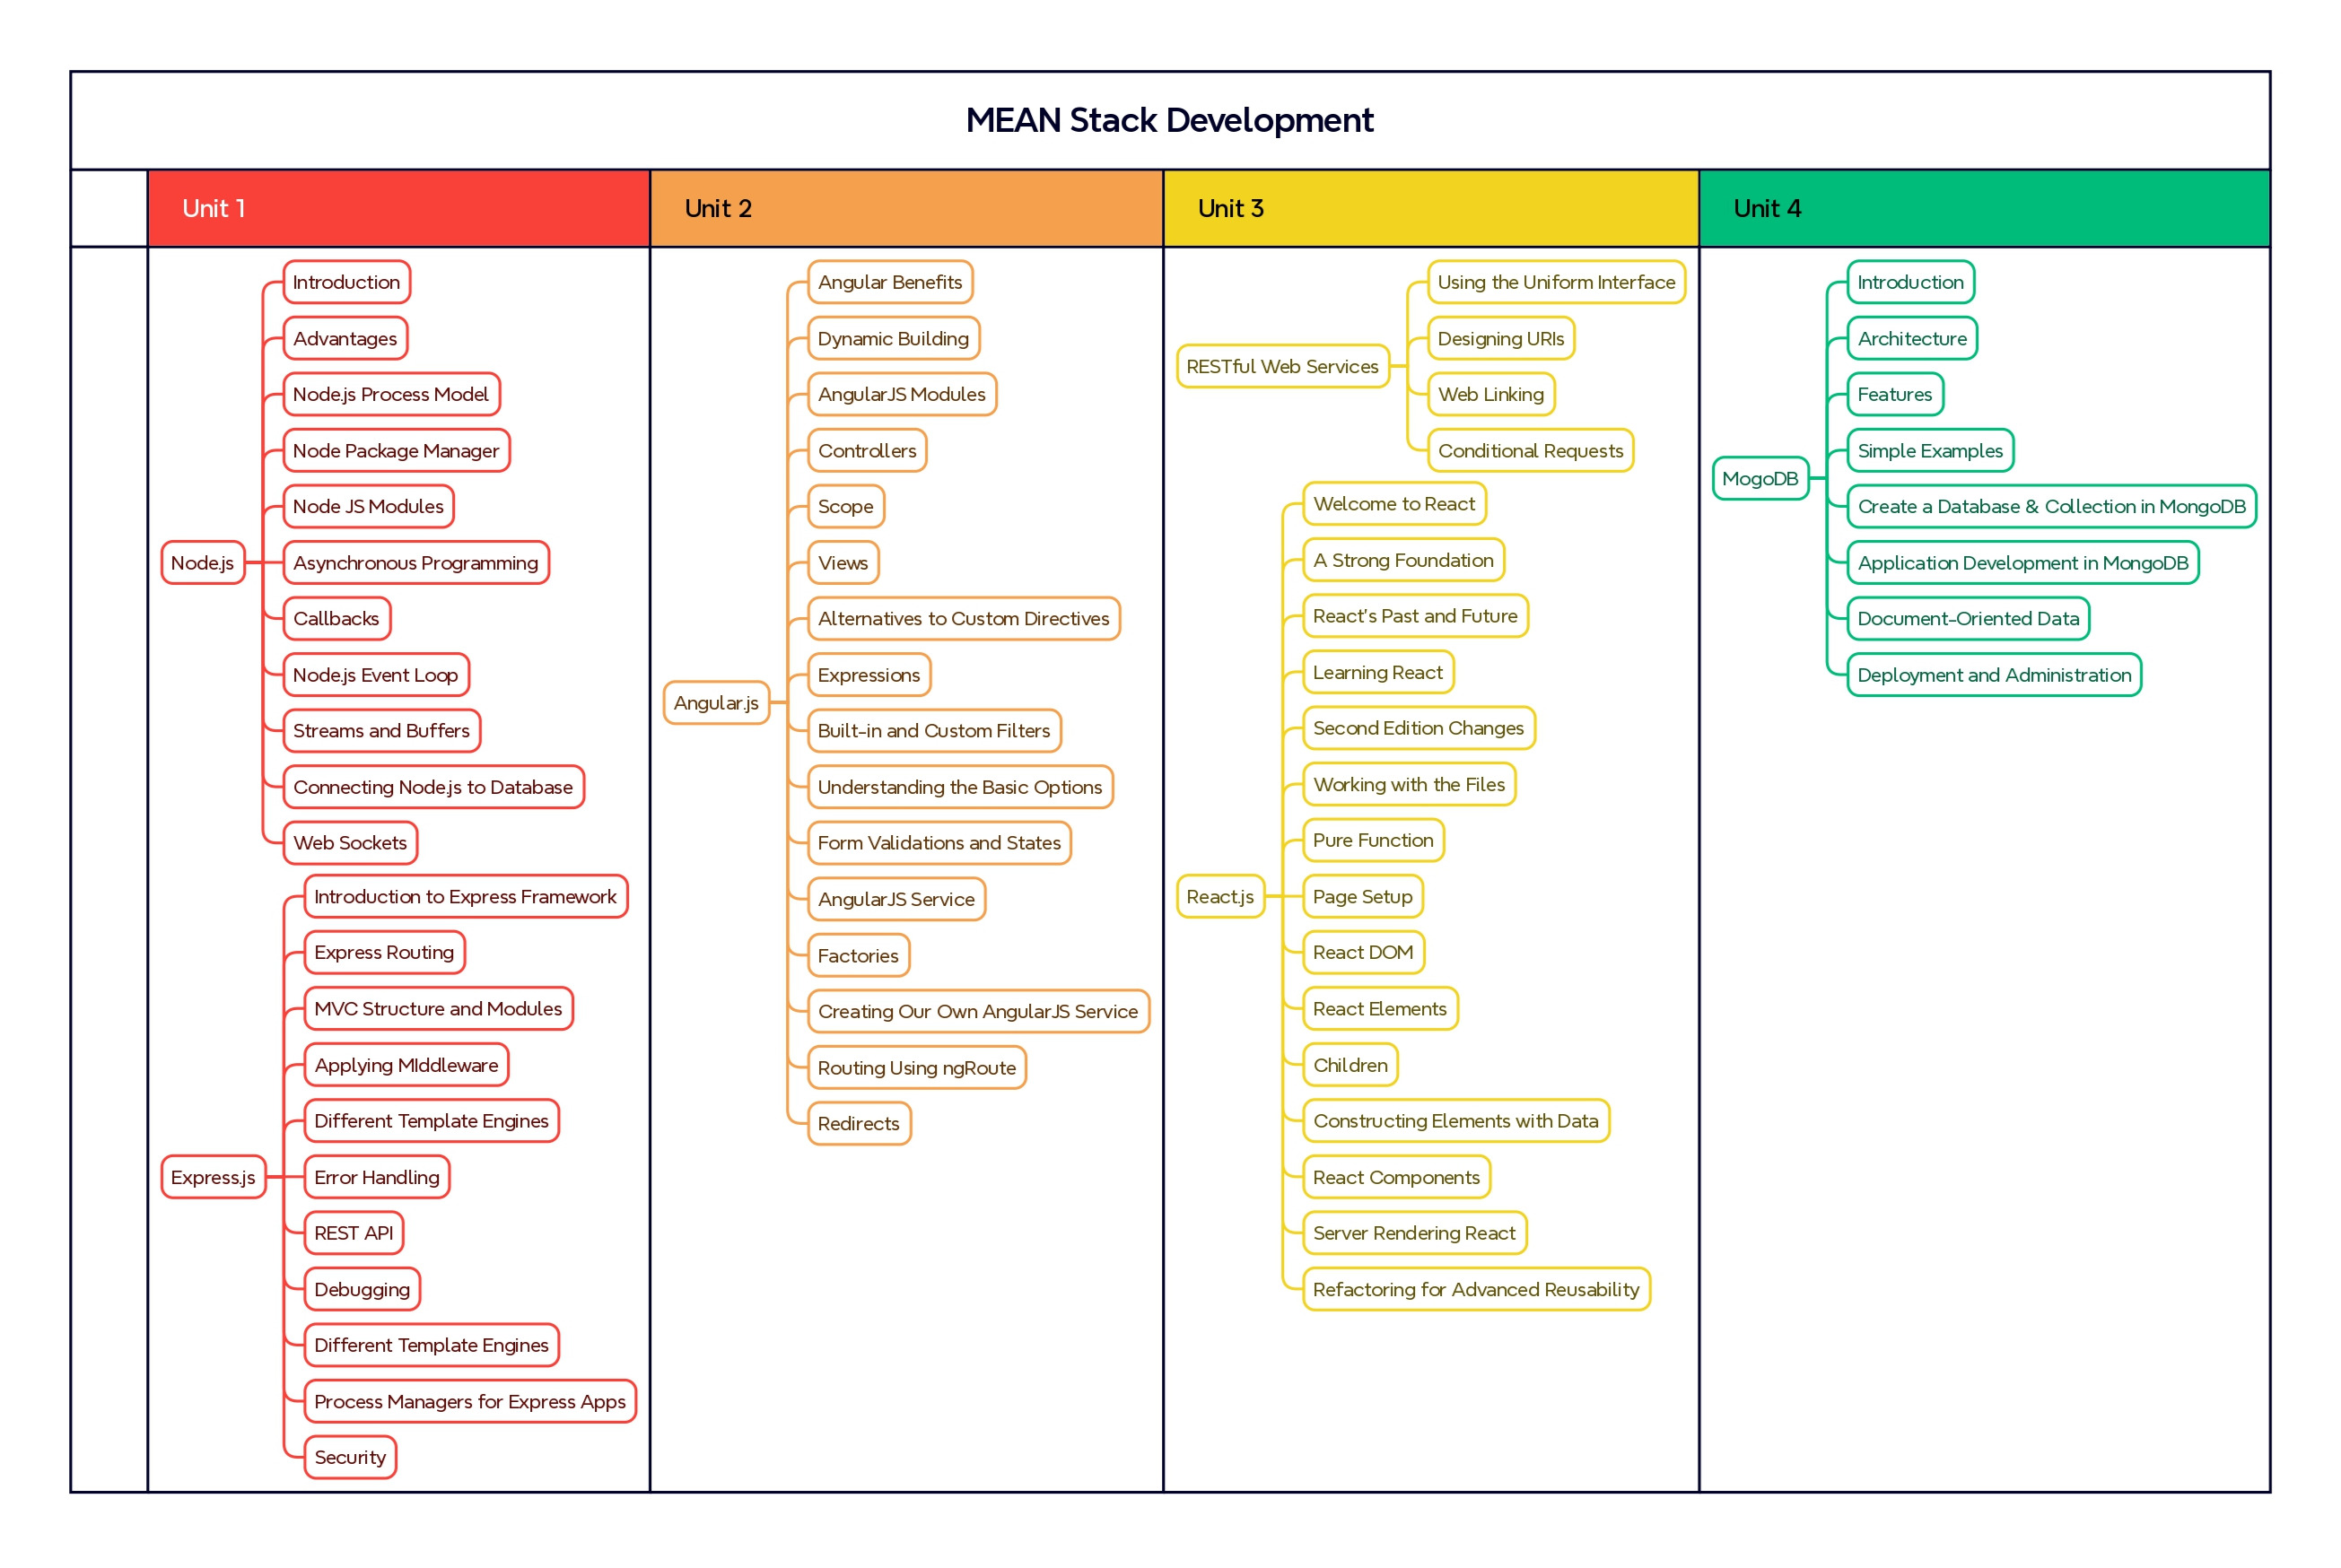 MEAN Stack Development
Unit 1
Unit 2
Unit 3
Unit 4
Node.js
Introduction
Advantages
Node.js Process Model
Node Package Manager
Node JS Modules
Asynchronous Programming
Callbacks
Node.js Event Loop
Streams and Buffers
Connecting Node.js to Database
Web Sockets
Express.js
Introduction to Express Framework
Express Routing
MVC Structure and Modules
Applying MIddleware
Different Template Engines
Error Handling
REST API
Debugging
Different Template Engines
Process Managers for Express Apps
Security
Angular.js
Angular Benefits
Dynamic Building
AngularJS Modules
Controllers
Scope
Views
Alternatives to Custom Directives
Expressions
Built-in and Custom Filters
Understanding the Basic Options
Form Validations and States
AngularJS Service
Factories
Creating Our Own AngularJS Service
Routing Using ngRoute
Redirects
RESTful Web Services
Using the Uniform Interface
Designing URIs
Web Linking
Conditional Requests
React.js
Welcome to React
A Strong Foundation
React's Past and Future
Learning React
Second Edition Changes
Working with the Files
Pure Function
Page Setup
React DOM
React Elements
Children
Constructing Elements with Data
React Components
Server Rendering React
Refactoring for Advanced Reusability
MogoDB
Introduction
Architecture
Features
Simple Examples
Create a Database & Collection in MongoDB
Application Development in MongoDB
Document-Oriented Data
Deployment and Administration